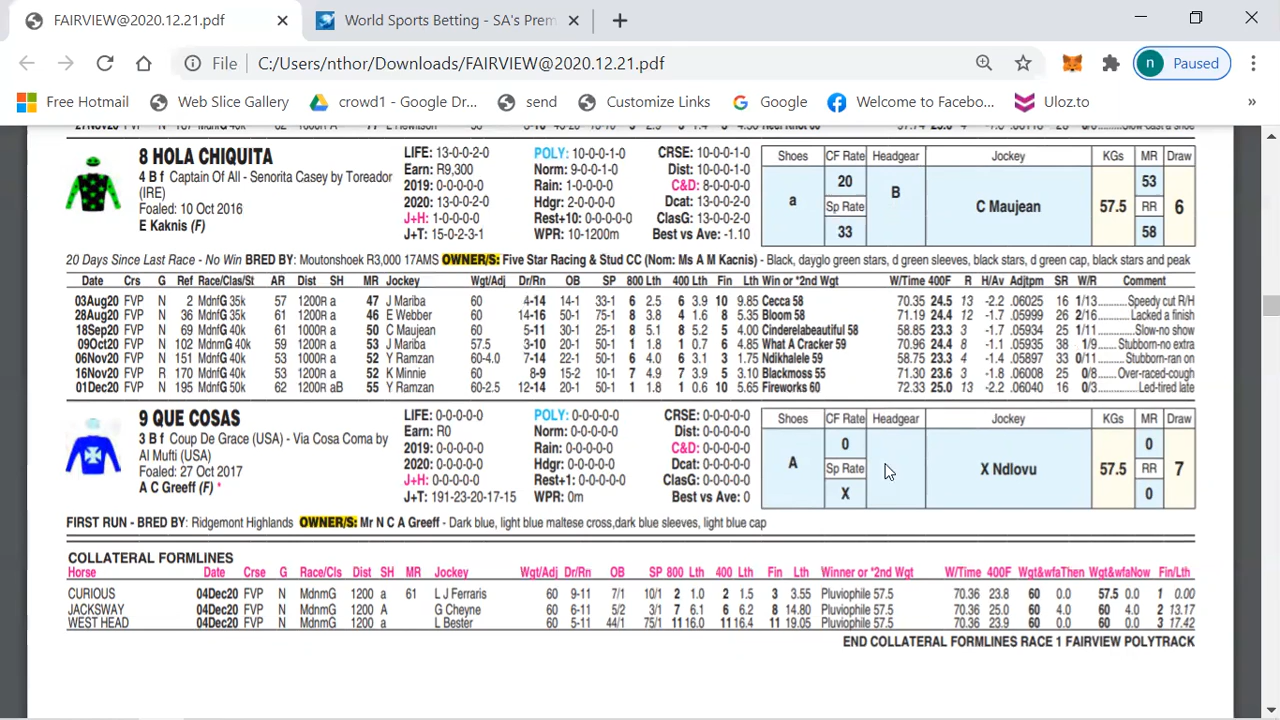 FAIRVIEW@2020.12.21.pdf
World Sports Betting - SA's Prem
File C:/Users/nthor/Downloads/FAIRVIEW@2020.12.21.pdf n Paused
Free Hotmail Web Slice Gallery crowd1 - Google Dr... send Customize Links Google Welcome to Facebo... Uloz.to »
8 HOLA CHIQUITA
4 B f Captain Of All - Senorita Casey by Toreador
(IRE)
Foaled: 10 Oct 2016
E Kaknis (F)
LIFE: 13-0-0-2-0 POLY: 10-0-0-1-0 CRSE: 10-0-0-1-0
Earn: R9,300 Norm: 9-0-0-1-0 Dist: 10-0-0-1-0
2019: 0-0-0-0-0 Rain: 1-0-0-0-0 C&D: 8-0-0-0-0
2020: 13-0-0-2-0 Hdgr: 2-0-0-0-0 Dcat: 13-0-0-2-0
J+H: 1-0-0-0-0 Rest+10: 0-0-0-0-0 ClasG: 13-0-0-2-0
J+T: 15-0-2-3-1 WPR: 10-1200m Best vs Ave: -1.10
Shoes CF Rate Headgear Jockey KGs MR Draw
a 20 B C Maujean 57.5 53 6
Sp Rate RR
33 58
20 Days Since Last Race - No Win BRED BY: Moutonshoek R3,000 17AMS OWNER/S: Five Star Racing & Stud CC (Nom: Ms A M Kacnis) - Black, dayglo green stars, d green sleeves, black stars, d green cap, black stars and peak
Date Crs G Ref Race/Clas/St AR Dist SH MR Jockey Wgt/Adj Dr/Rn OB SP 800 Lth 400 Lth Fin Lth Win or *2nd Wgt W/Time 400F R H/Av Adjtpm SR W/R Comment
03Aug20 FVP N 2 MdnfG 35k 57 1200R a 47 J Mariba 60 4-14 14-1 33-1 6 2.5 6 3.9 10 9.85 Cecca 58 70.35 24.5 13 -2.2 .06025 16 1/13 Speedy cut R/H
28Aug20 FVP N 36 MdnfG 40k 61 1200R a 46 E Webber 60 14-16 50-1 75-1 8 3.8 4 1.6 8 5.35 Bloom 58 71.19 24.4 12 -1.7 .05999 26 2/16 Lacked a finish
18Sep20 FVP N 69 MdnfG 40k 61 1000R a 50 C Maujean 60 5-11 30-1 25-1 8 5.1 8 5.2 5 4.00 Cinderelabeautiful 58 58.85 23.3 3 -1.7 .05934 25 1/11 Slow-no show
09Oct20 FVP N 102 MdnmG 40k 59 1200R a 53 J Mariba 57.5 3-10 20-1 50-1 1 1.8 1 0.7 6 4.85 What A Cracker 59 70.96 24.4 8 -1.1 .05935 38 1/9 Stubborn-no extra
06Nov20 FVP N 151 MdnfG 40k 53 1000R a 52 Y Ramzan 60-4.0 7-14 22-1 50-1 6 4.0 6 3.1 3 1.75 Ndikhalele 59 58.75 23.3 4 -1.4 .05897 33 0/11 Stubborn-ran on
16Nov20 FVP R 170 MdnfG 40k 53 1200R a 52 K Minnie 60 8-9 15-2 10-1 7 4.9 7 3.9 5 3.10 Blackmoss 55 71.30 23.6 3 -1.8 .06008 25 0/8 Over-raced-cough
01Dec20 FVP N 195 MdnfG 40k 62 1200R aB 55 Y Ramzan 60-2.5 12-14 20-1 50-1 1 1.8 1 0.6 10 5.65 Fireworks 60 72.33 25.0 13 -2.2 .06040 16 0/3 Led-tired late
9 QUE COSAS
3 B f Coup De Grace (USA) - Via Cosa Coma by
Al Mufti (USA)
Foaled: 27 Oct 2017
A C Greeff (F) *
LIFE: 0-0-0-0-0 POLY: 0-0-0-0-0 CRSE: 0-0-0-0-0
Earn: R0 Norm: 0-0-0-0-0 Dist: 0-0-0-0-0
2019: 0-0-0-0-0 Rain: 0-0-0-0-0 C&D: 0-0-0-0-0
2020: 0-0-0-0-0 Hdgr: 0-0-0-0-0 Dcat: 0-0-0-0-0
J+H: 0-0-0-0-0 Rest+1: 0-0-0-0-0 ClasG: 0-0-0-0-0
J+T: 191-23-20-17-15 WPR: 0m Best vs Ave: 0
Shoes CF Rate Headgear Jockey KGs MR Draw
A 0 X Ndlovu 57.5 0 7
Sp Rate RR
X 0
FIRST RUN - BRED BY: Ridgemont Highlands OWNER/S: Mr N C A Greeff - Dark blue, light blue maltese cross,dark blue sleeves, light blue cap
COLLATERAL FORMLINES
Horse Date Crse G Race/Cls Dist SH MR Jockey Wgt/Adj Dr/Rn OB SP 800 Lth 400 Lth Fin Lth Winner or *2nd Wgt W/Time 400F Wgt&wfaThen Wgt&wfaNow Fin/Lth
CURIOUS 04Dec20 FVP N MdnmG 1200 a 61 L J Ferraris 60 9-11 7/1 10/1 2 1.0 2 1.5 3 3.55 Pluviophile 57.5 70.36 23.8 60 0.0 57.5 0.0 1 0.00
JACKSWAY 04Dec20 FVP N MdnmG 1200 A G Cheyne 60 6-11 5/2 3/1 7 6.1 6 6.2 8 14.80 Pluviophile 57.5 70.36 25.0 60 4.0 60 4.0 2 13.17
WEST HEAD 04Dec20 FVP N MdnmG 1200 a L Bester 60 5-11 44/1 75/1 11 16.0 11 16.4 11 19.05 Pluviophile 57.5 70.36 23.9 60 0.0 60 0.0 3 17.42
END COLLATERAL FORMLINES RACE 1 FAIRVIEW POLYTRACK